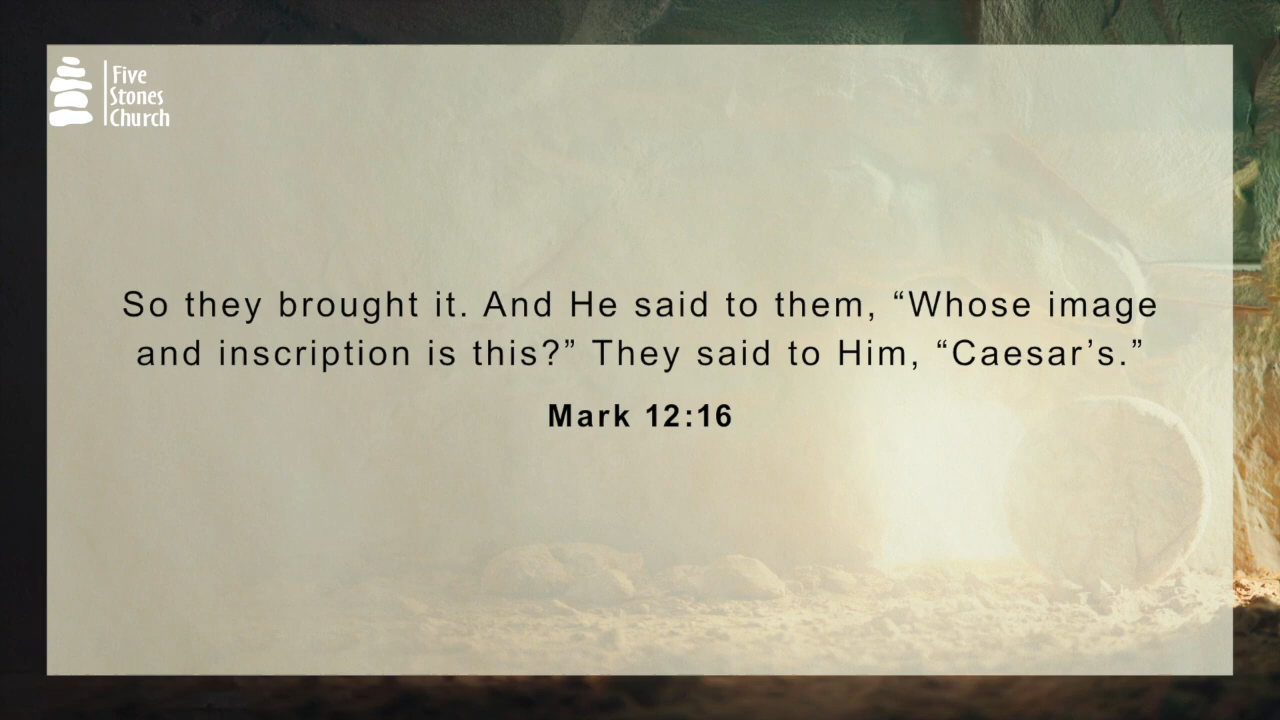 Five
Stones
Church
So they brought it. And He said to them, “Whose image
and inscription is this?” They said to Him, “Caesar’s.”
Mark 12:16